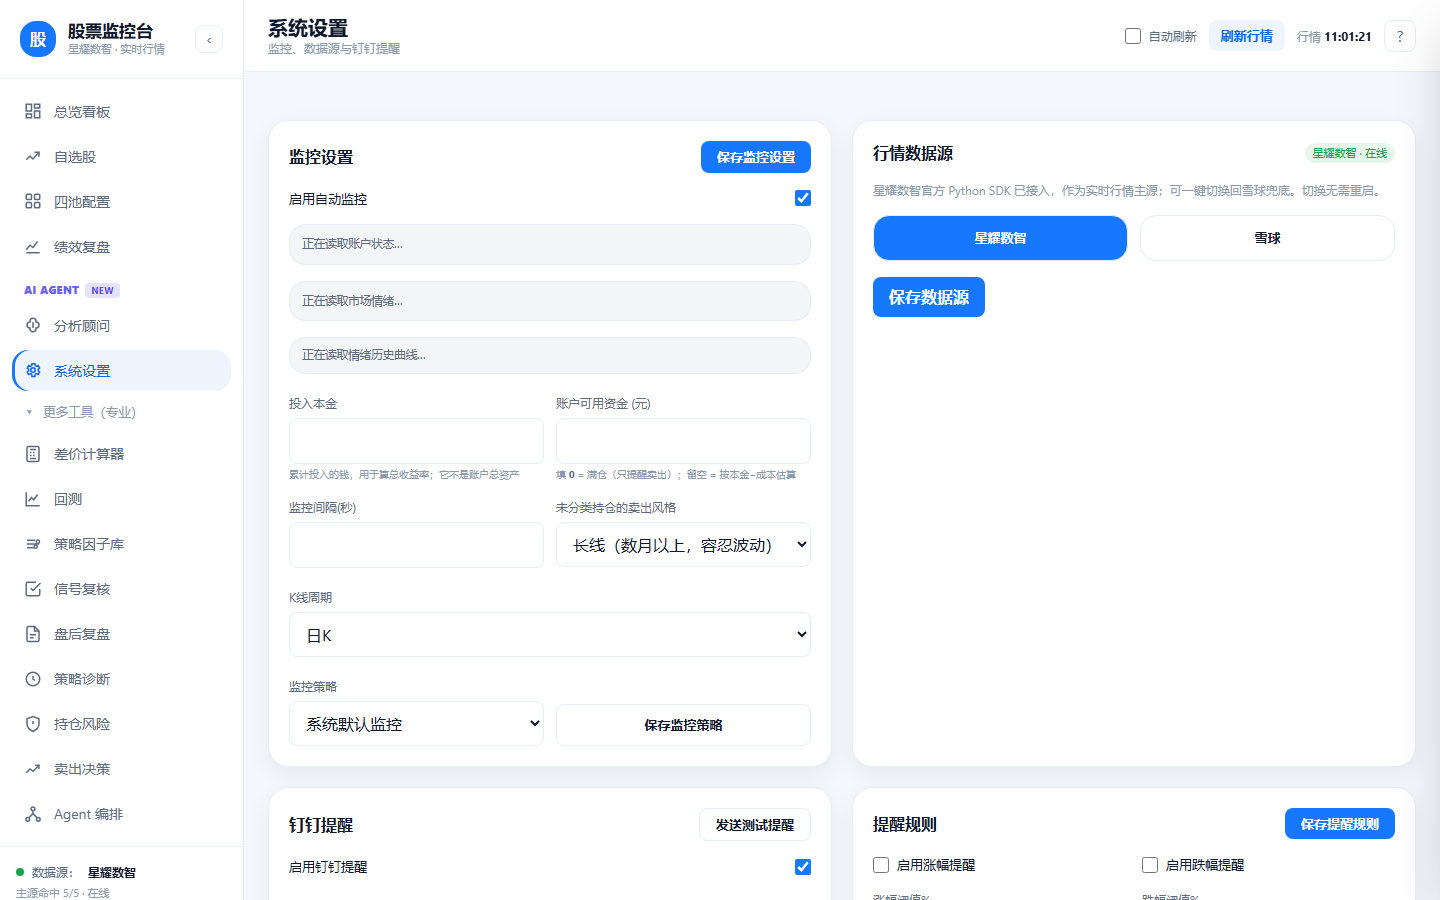 股
股票监控台
星耀数智 · 实时行情
‹
总览看板
自选股
四池配置
绩效复盘
AI AGENT NEW
分析顾问
系统设置
▼ 更多工具（专业）
差价计算器
回测
策略因子库
信号复核
盘后复盘
策略诊断
持仓风险
卖出决策
Agent 编排
数据源： 星耀数智
主源命中 5/5 · 在线
系统设置
监控、数据源与钉钉提醒
自动刷新
刷新行情
行情 11:01:21
?
监控设置
保存监控设置
启用自动监控
正在读取账户状态...
正在读取市场情绪...
正在读取情绪历史曲线...
投入本金
账户可用资金 (元)
累计投入的钱，用于算总收益率；它不是账户总资产
填 0 = 满仓（只提醒卖出）；留空 = 按本金−成本估算
监控间隔(秒)
未分类持仓的卖出风格
长线（数月以上，容忍波动）
K线周期
日K
监控策略
系统默认监控
保存监控策略
行情数据源
星耀数智 · 在线
星耀数智官方 Python SDK 已接入，作为实时行情主源；可一键切换回雪球兜底。切换无需重启。
星耀数智
雪球
保存数据源
钉钉提醒
发送测试提醒
启用钉钉提醒
提醒规则
保存提醒规则
启用涨幅提醒
启用跌幅提醒
涨幅阈值%
跌幅阈值%